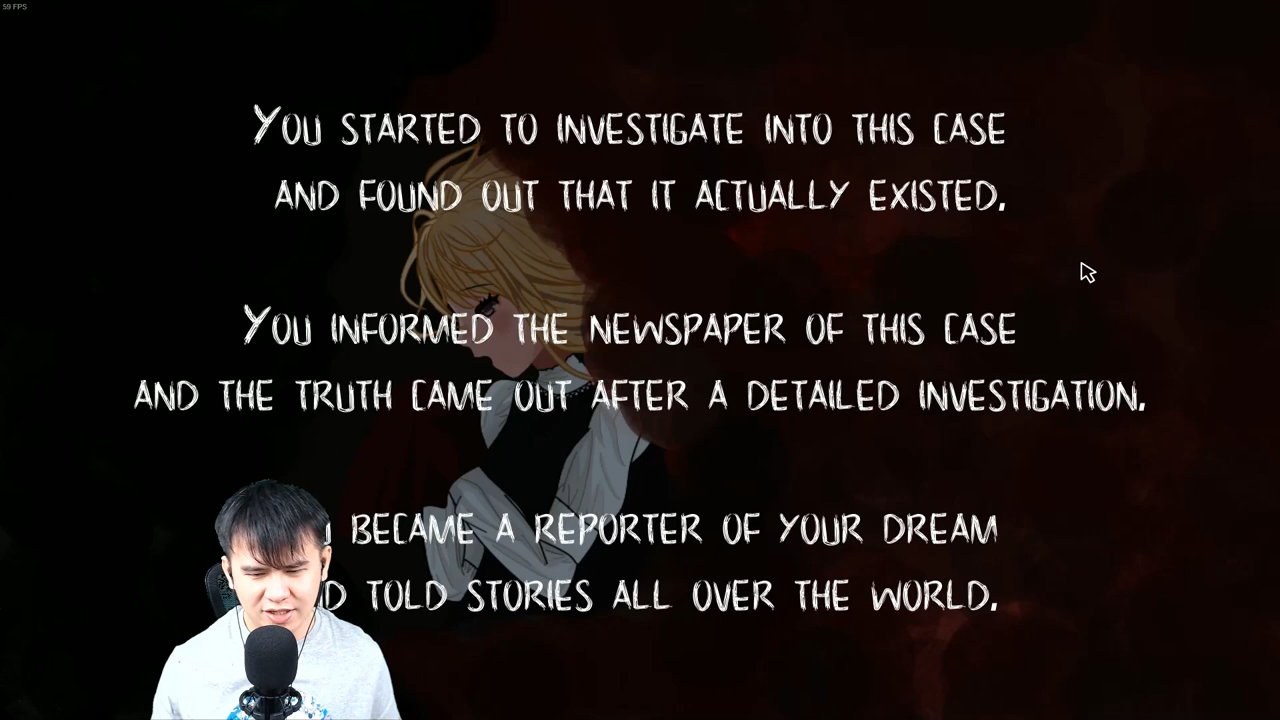 59 FPS
You started to investigate into this case
and found out that it actually existed.
You informed the newspaper of this case
and the truth came out after a detailed investigation.
became a reporter of your dream
told stories all over the world.